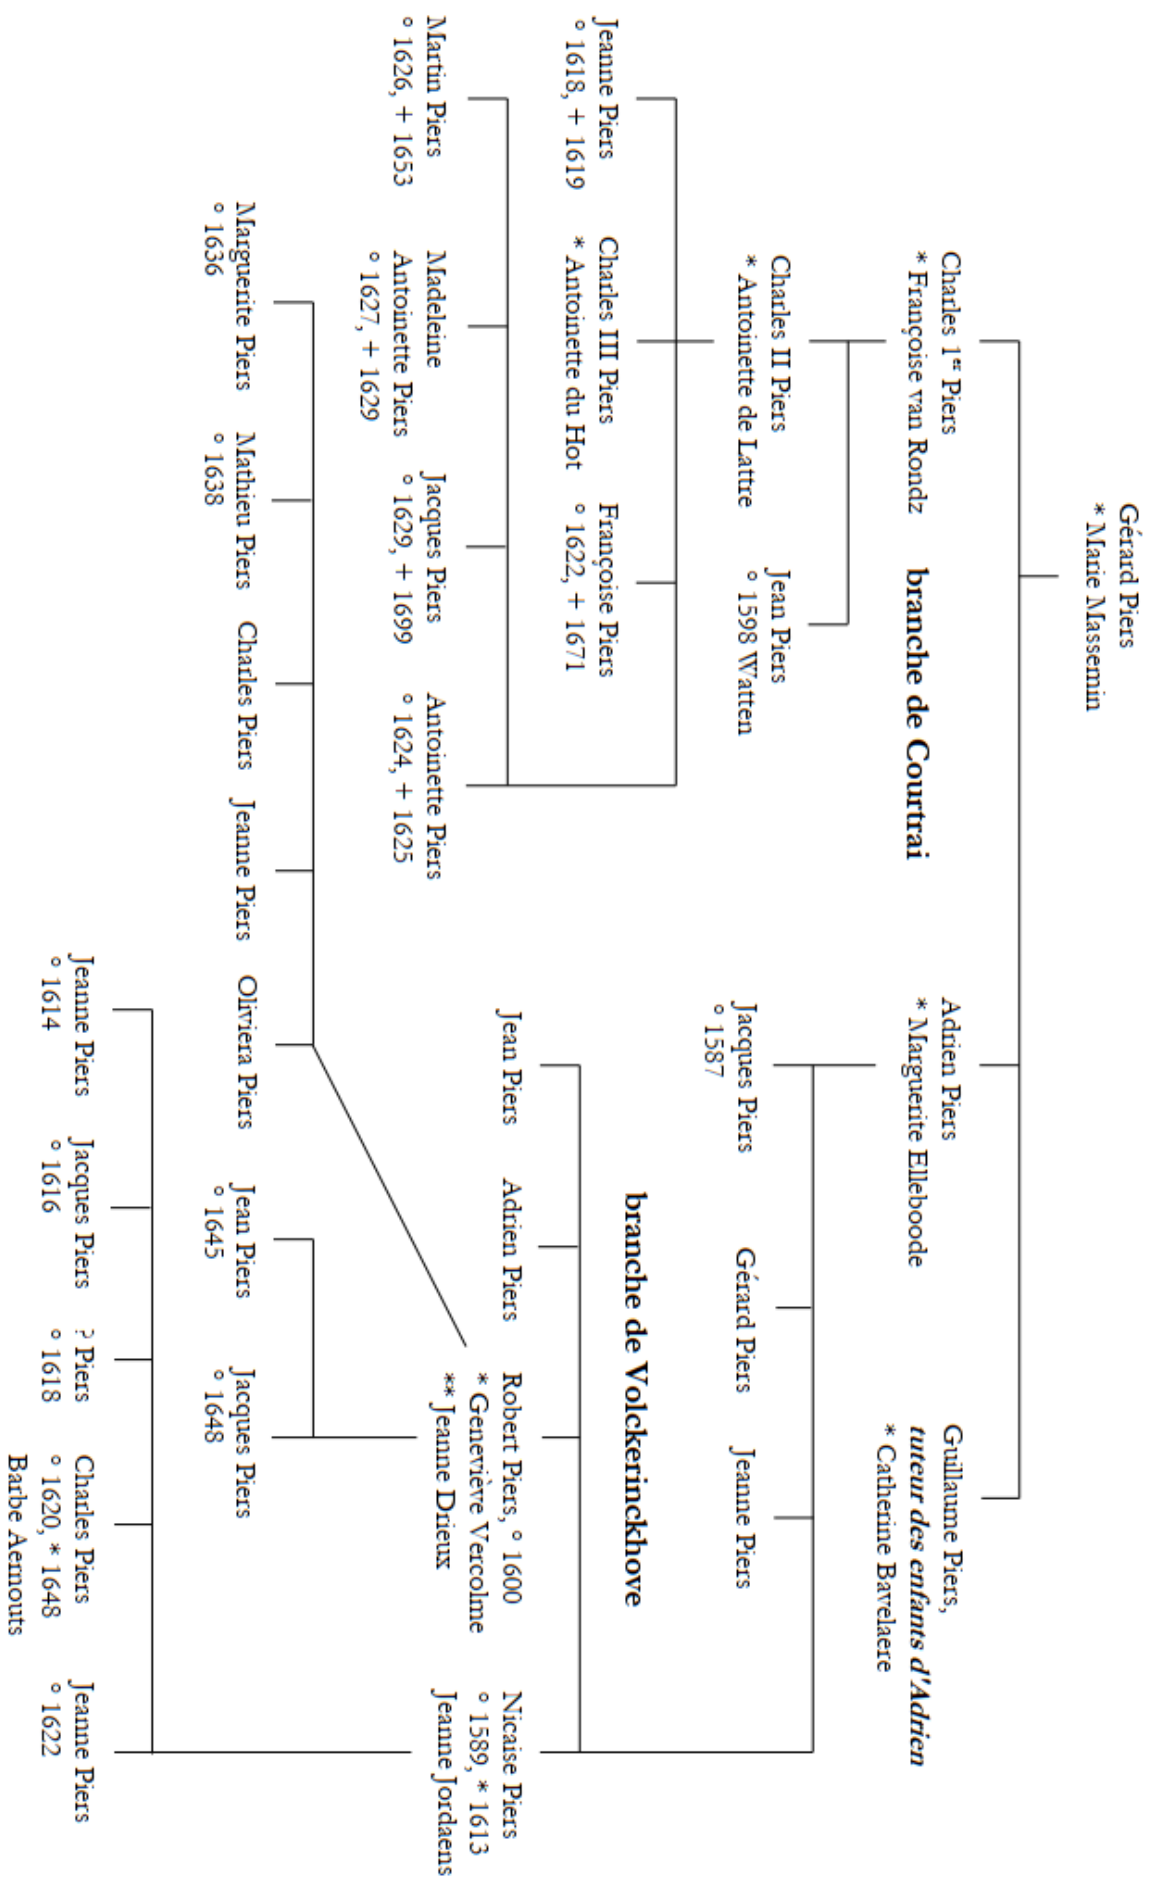 Gérard Piers
* Marie Massemin
Charles 1er Piers
* Françoise van Rondz
Adrien Piers
* Marguerite Elleboode
Guillaume Piers,
tuteur des enfants d'Adrien
* Catherine Bavelaere
branche de Courtrai
Charles II Piers
* Antoinette de Lattre
Jean Piers
° 1598 Watten
Jacques Piers
° 1587
Gérard Piers
Jeanne Piers
branche de Volckerinckhove
Jeanne Piers
° 1618, + 1619
Charles III Piers
* Antoinette du Hot
Françoise Piers
° 1622, + 1671
Jean Piers
Adrien Piers
Robert Piers, ° 1600
* Geneviève Vercolme
** Jeanne Drieux
Nicaise Piers
° 1589, * 1613
Jeanne Jordaens
Martin Piers
° 1626, + 1653
Madeleine
Antoinette Piers
° 1627, + 1629
Jacques Piers
° 1629, + 1699
Antoinette Piers
° 1624, + 1625
Marguerite Piers
° 1636
Mathieu Piers
° 1638
Charles Piers
Jeanne Piers
Oliviera Piers
Jean Piers
° 1645
Jacques Piers
° 1648
Jeanne Piers
° 1614
Jacques Piers
° 1616
? Piers
° 1618
Charles Piers
° 1620, * 1648
Barbe Aernouts
Jeanne Piers
° 1622